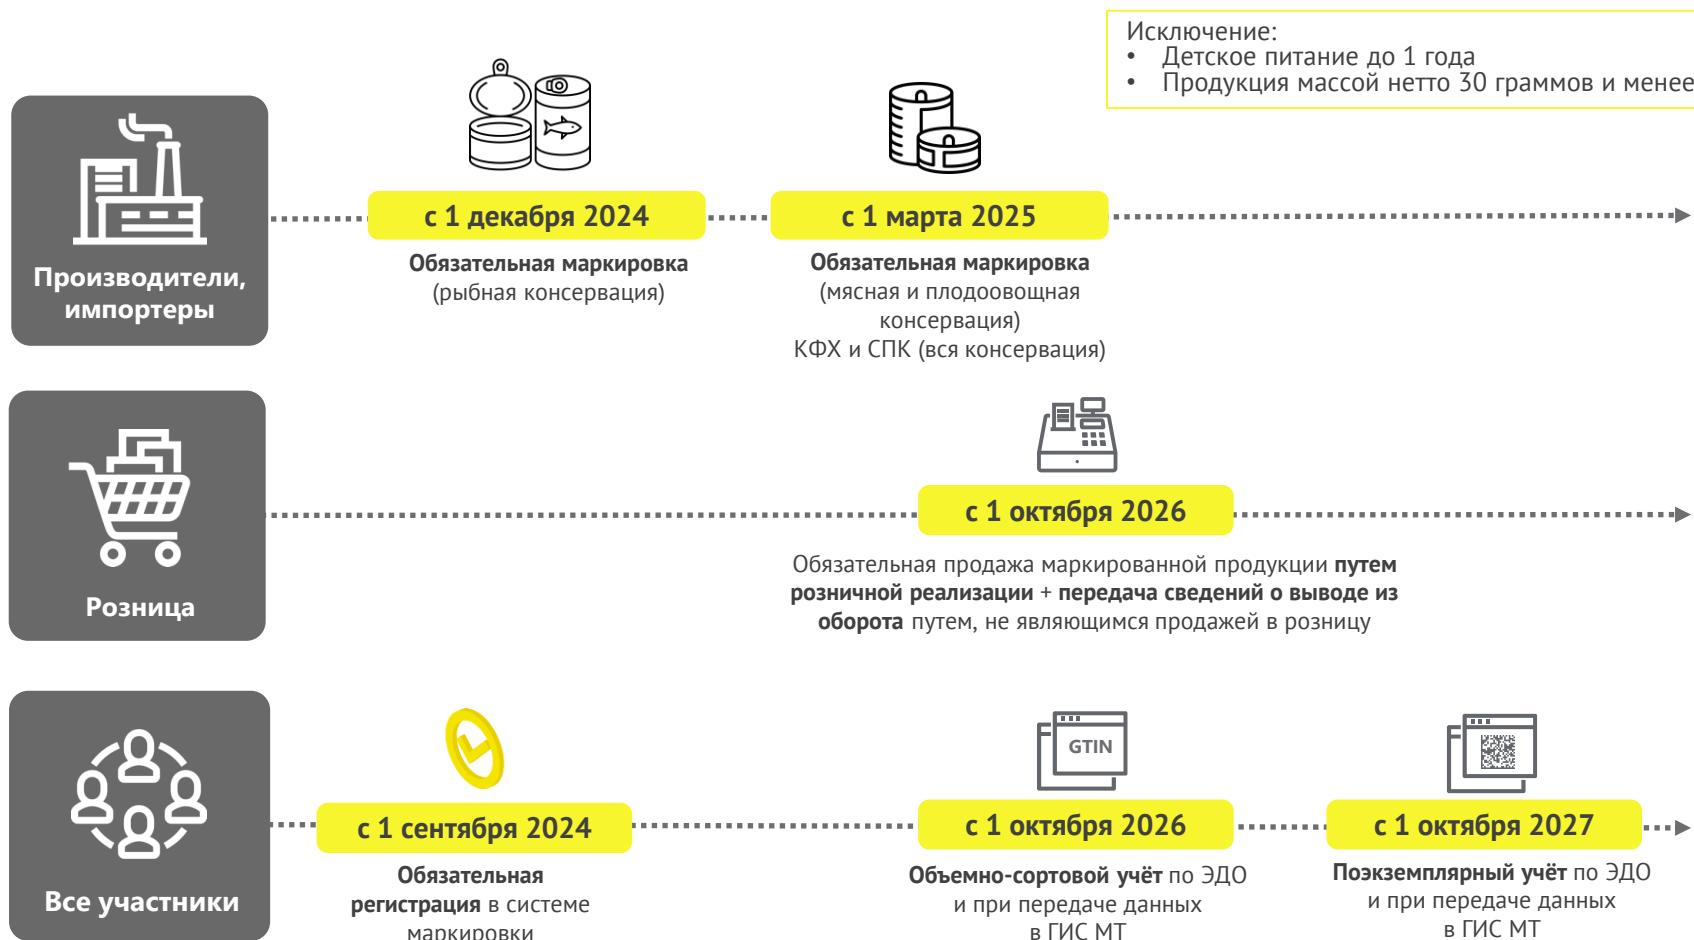 Исключение:
• Детское питание до 1 года
• Продукция массой нетто 30 граммов и менее
Производители,
импортеры
с 1 декабря 2024
Обязательная маркировка
(рыбная консервация)
с 1 марта 2025
Обязательная маркировка
(мясная и плодоовощная
консервация)
КФХ и СПК (вся консервация)
Розница
с 1 октября 2026
Обязательная продажа маркированной продукции путем
розничной реализации + передача сведений о выводе из
оборота путем, не являющимся продажей в розницу
Все участники
с 1 сентября 2024
Обязательная
регистрация в системе
маркировки
GTIN
с 1 октября 2026
Объемно-сортовой учёт по ЭДО
и при передаче данных
в ГИС МТ
с 1 октября 2027
Поэкземплярный учёт по ЭДО
и при передаче данных
в ГИС МТ